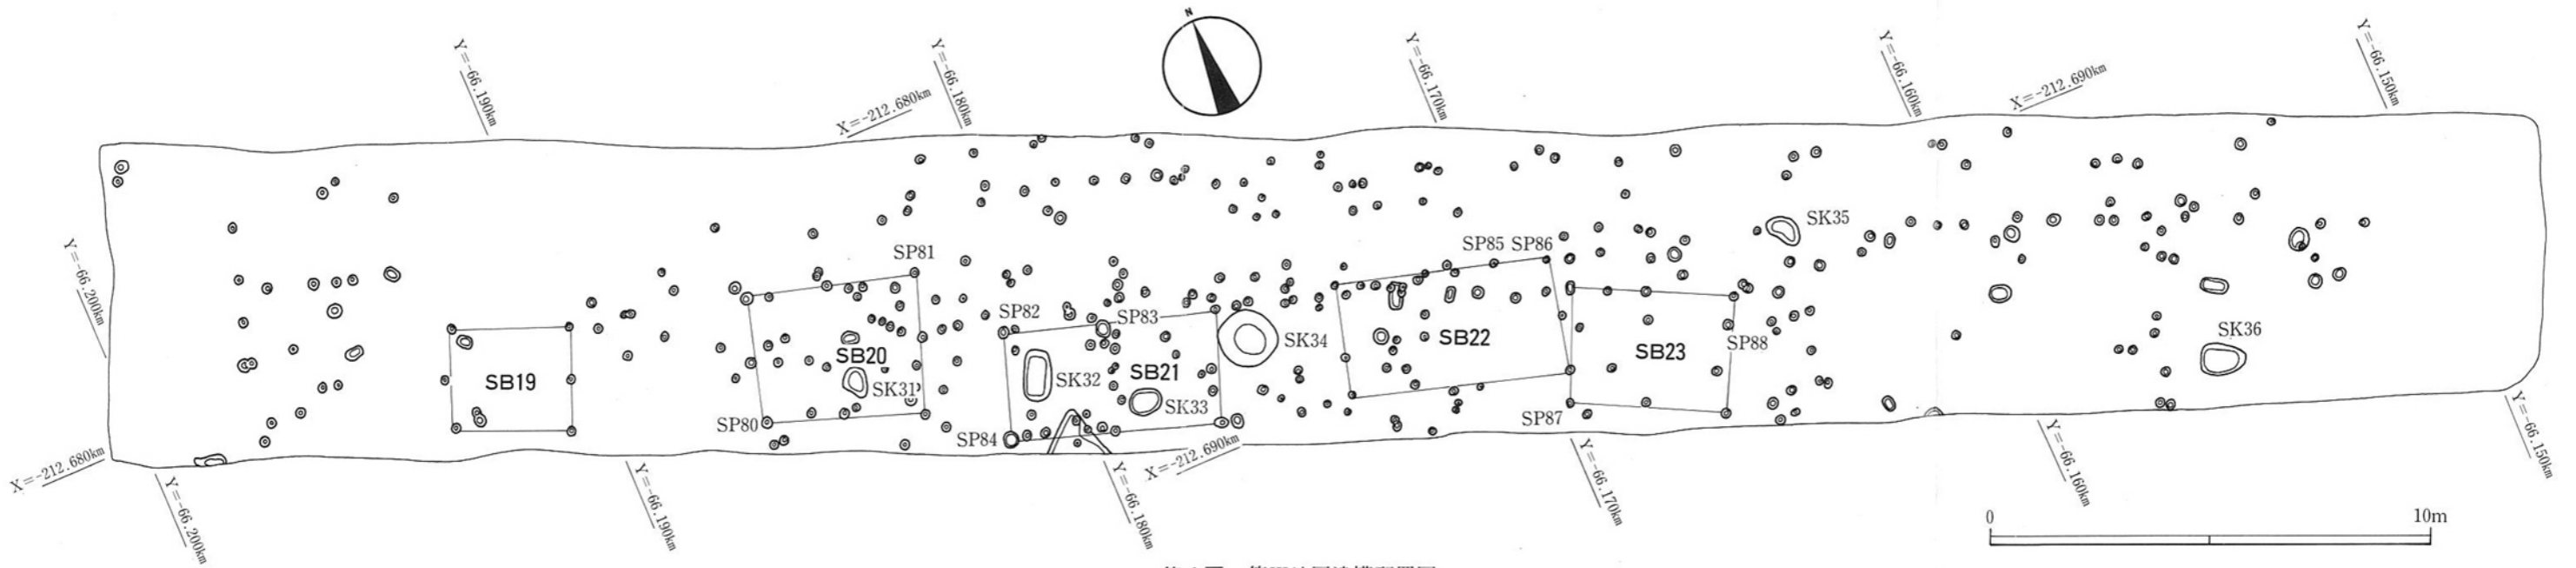 N
Y=-66.190km
X=-212.680km
Y=-66.180km
Y=-66.170km
Y=-66.160km
X=-212.690km
Y=-66.150km
Y=-66.200km
SK35
SP81
SP85 SP86
SP82
SP83
SK34
SB22
SB23
SP88
SK36
SB19
SB20
SK31
SK32
SB21
SK33
SP80
SP84
SP87
X=-212.680km
Y=-66.200km
Y=-66.190km
Y=-66.180km
X=-212.690km
Y=-66.170km
Y=-66.160km
Y=-66.150km
0
10m